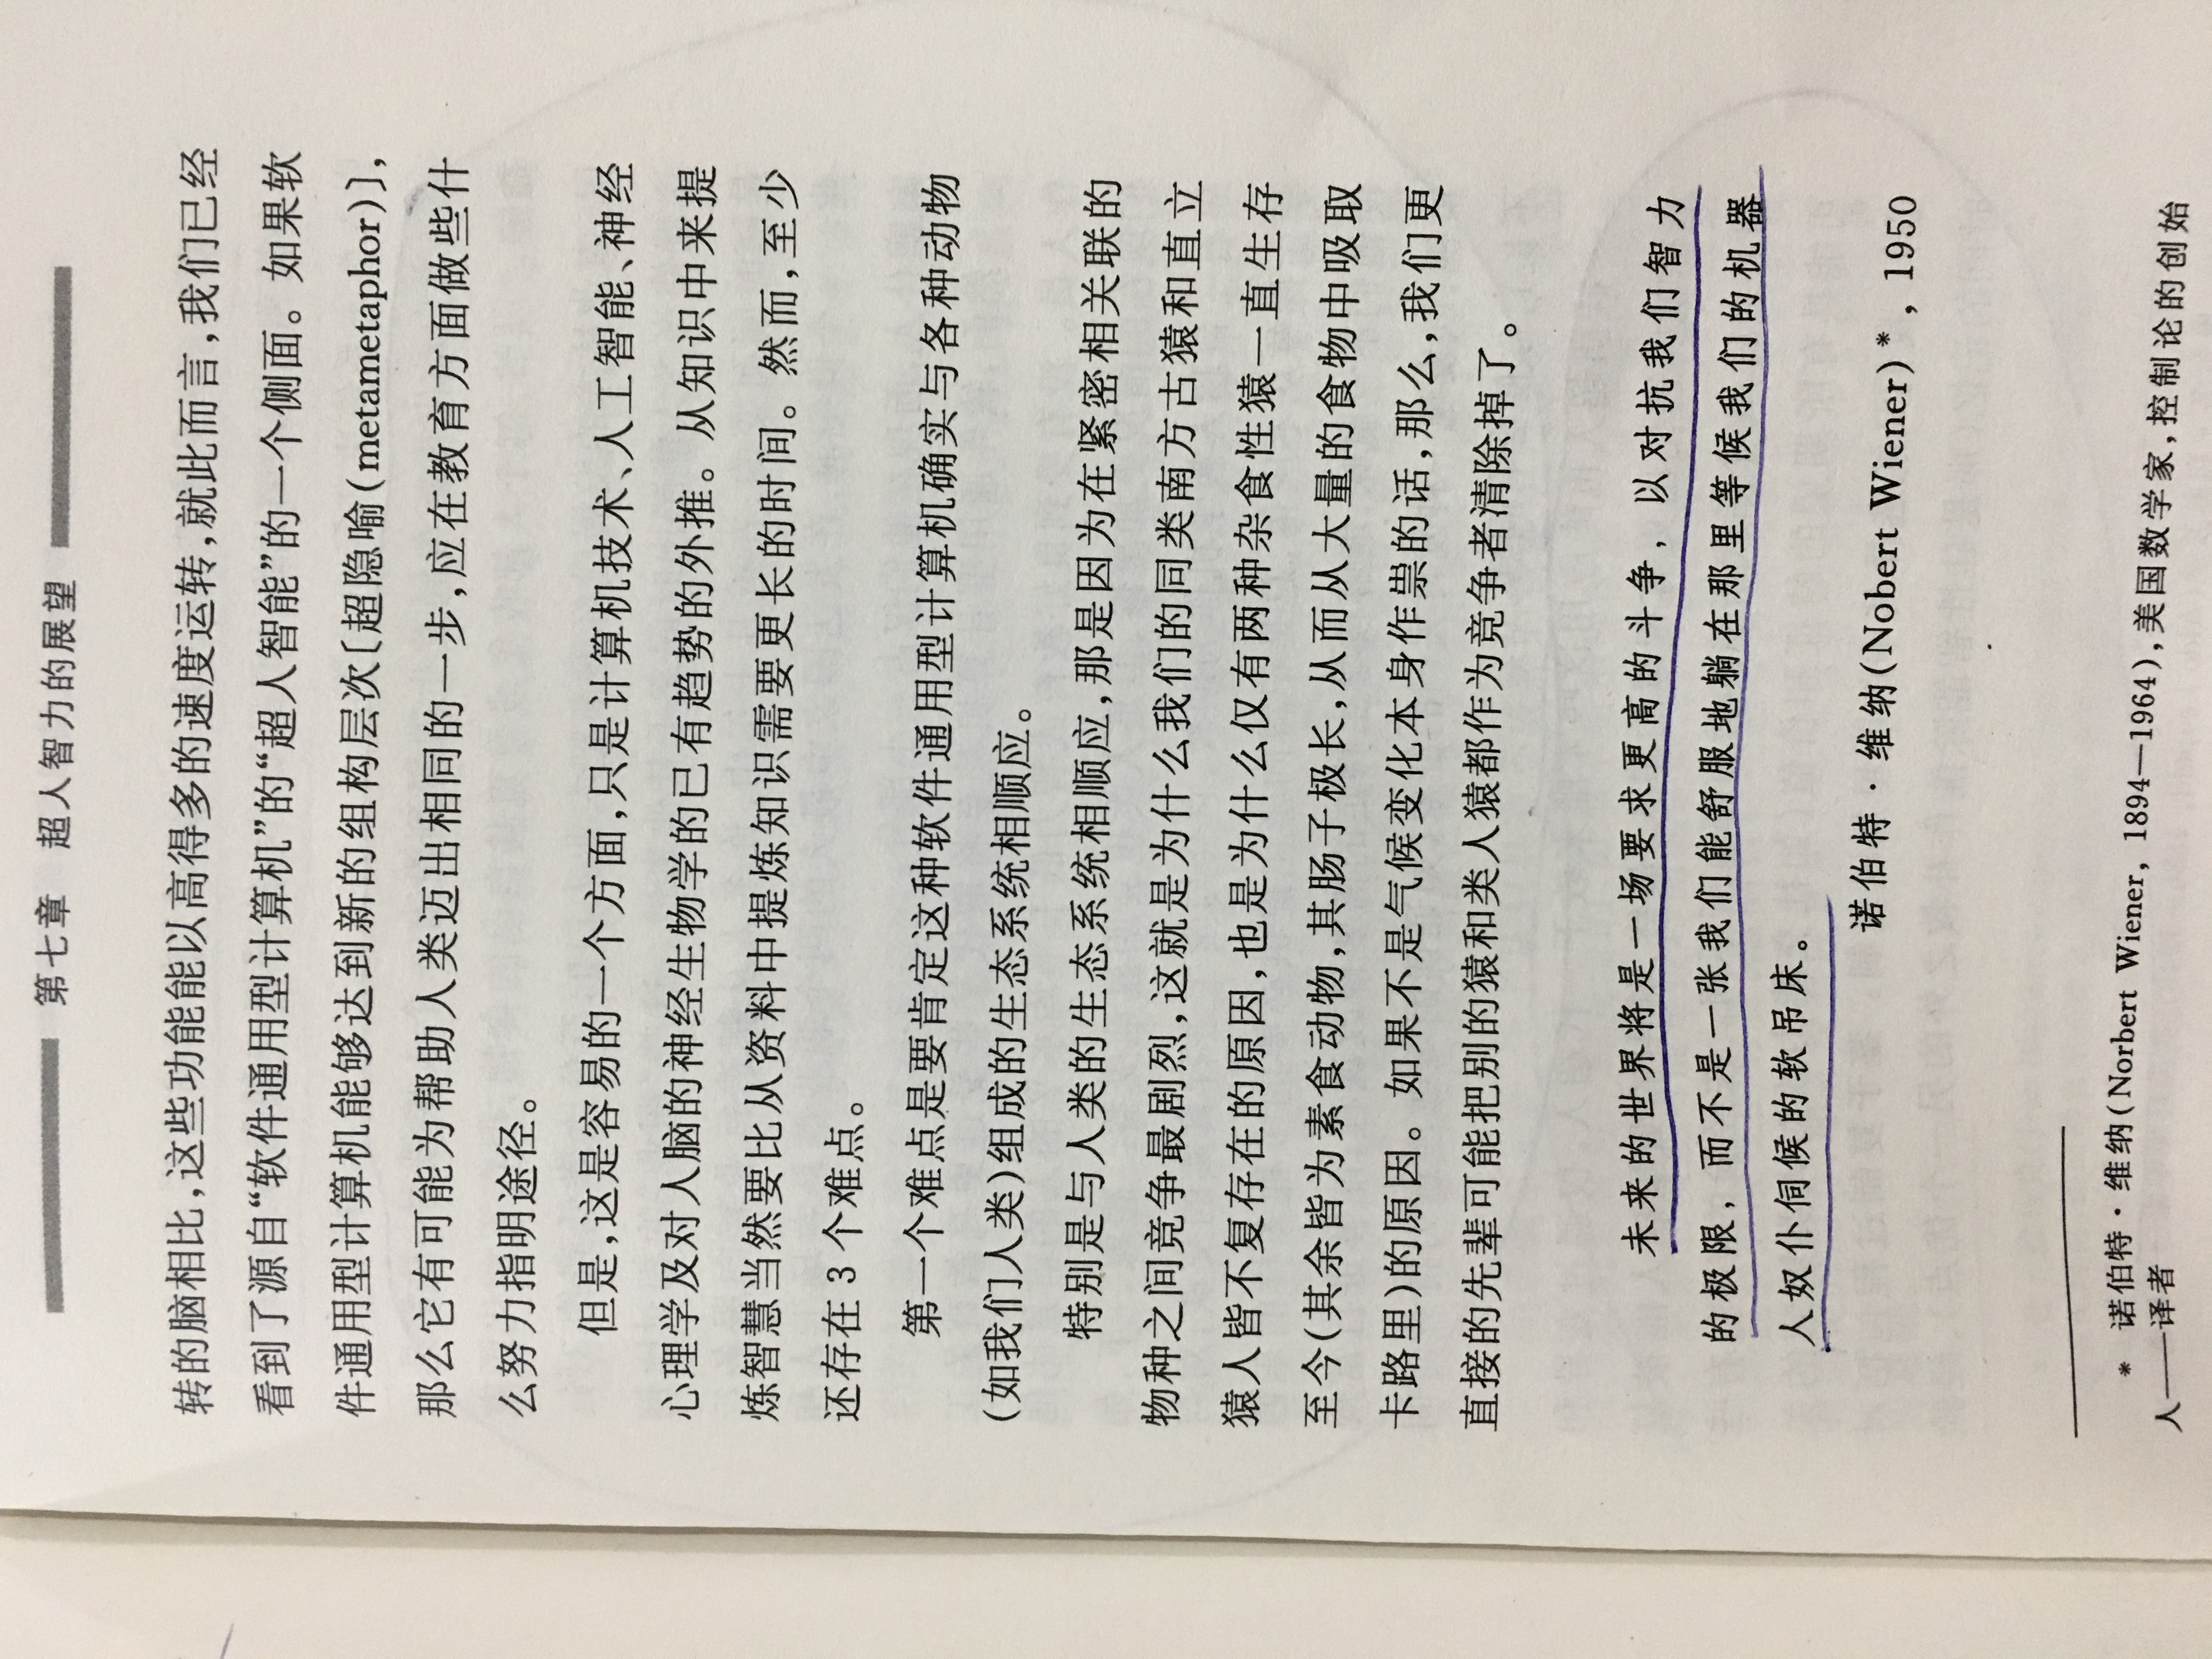 第七章 超人智力的展望
转的脑相比,这些功能能以高得多的速度运转,就此而言,我们已经
看到了源自“软件通用型计算机”的“超人智能”的一个侧面。如果软
件通用型计算机能够达到新的组构层次〔超隐喻(metametaphor)〕,
那么它有可能为帮助人类迈出相同的一步,应在教育方面做些什
么努力指明途径。
但是,这是容易的一个方面,只是计算机技术、人工智能、神经
心理学及对人脑的神经生物学的已有趋势的外推。从知识中来提
炼智慧当然要比从资料中提炼知识需要更长的时间。然而,至少
还存在 3 个难点。
第一个难点是要肯定这种软件通用型计算机确实与各种动物
(如我们人类)组成的生态系统相顺应。
特别是与人类的生态系统相顺应,那是因为在紧密相关联的
物种之间竞争最剧烈,这就是为什么我们的同类南方古猿和直立
猿人皆不复存在的原因,也是为什么仅有两种杂食性猿一直生存
至今(其余皆为素食动物,其肠子极长,从而从大量的食物中吸取
卡路里)的原因。如果不是气候变化本身作祟的话,那么,我们更
直接的先辈可能把别的猿和类人猿都作为竞争者清除掉了。
未来的世界将是一场要求更高的斗争，以对抗我们智力
的极限，而不是一张我们能舒服地躺在那里等候我们的机器
人奴仆伺候的软吊床。
诺伯特·维纳(Nobert Wiener)*，1950
* 诺伯特·维纳(Norbert Wiener, 1894—1964),美国数学家,控制论的创始
人——译者